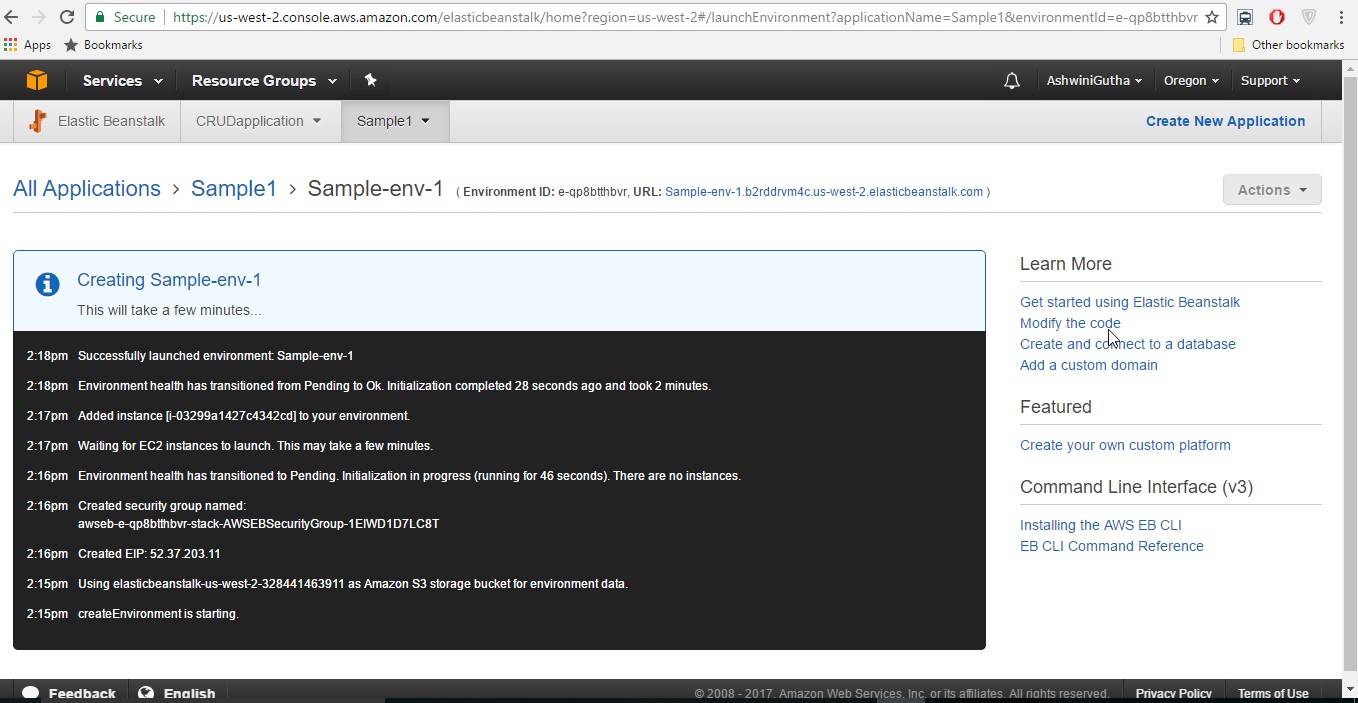 Secure https://us-west-2.console.aws.amazon.com/elasticbeanstalk/home?region=us-west-2#/launchEnvironment?applicationName=Sample1&environmentId=e-qp8btthbvr
Apps Bookmarks Other bookmarks
Services Resource Groups AshwiniGutha Oregon Support
Elastic Beanstalk CRUDapplication Sample1 Create New Application
All Applications > Sample1 > Sample-env-1 ( Environment ID: e-qp8btthbvr, URL: Sample-env-1.b2rddrvm4c.us-west-2.elasticbeanstalk.com ) Actions
Creating Sample-env-1
This will take a few minutes...
2:18pm Successfully launched environment: Sample-env-1
2:18pm Environment health has transitioned from Pending to Ok. Initialization completed 28 seconds ago and took 2 minutes.
2:17pm Added instance [i-03299a1427c4342cd] to your environment.
2:17pm Waiting for EC2 instances to launch. This may take a few minutes.
2:16pm Environment health has transitioned to Pending. Initialization in progress (running for 46 seconds). There are no instances.
2:16pm Created security group named:
awseb-e-qp8btthbvr-stack-AWSEBSecurityGroup-1EIWD1D7LC8T
2:16pm Created EIP: 52.37.203.11
2:15pm Using elasticbeanstalk-us-west-2-328441463911 as Amazon S3 storage bucket for environment data.
2:15pm createEnvironment is starting.
Learn More
Get started using Elastic Beanstalk
Modify the code
Create and connect to a database
Add a custom domain
Featured
Create your own custom platform
Command Line Interface (v3)
Installing the AWS EB CLI
EB CLI Command Reference
Feedback English © 2008 - 2017, Amazon Web Services, Inc. or its affiliates. All rights reserved. Privacy Policy Terms of Use